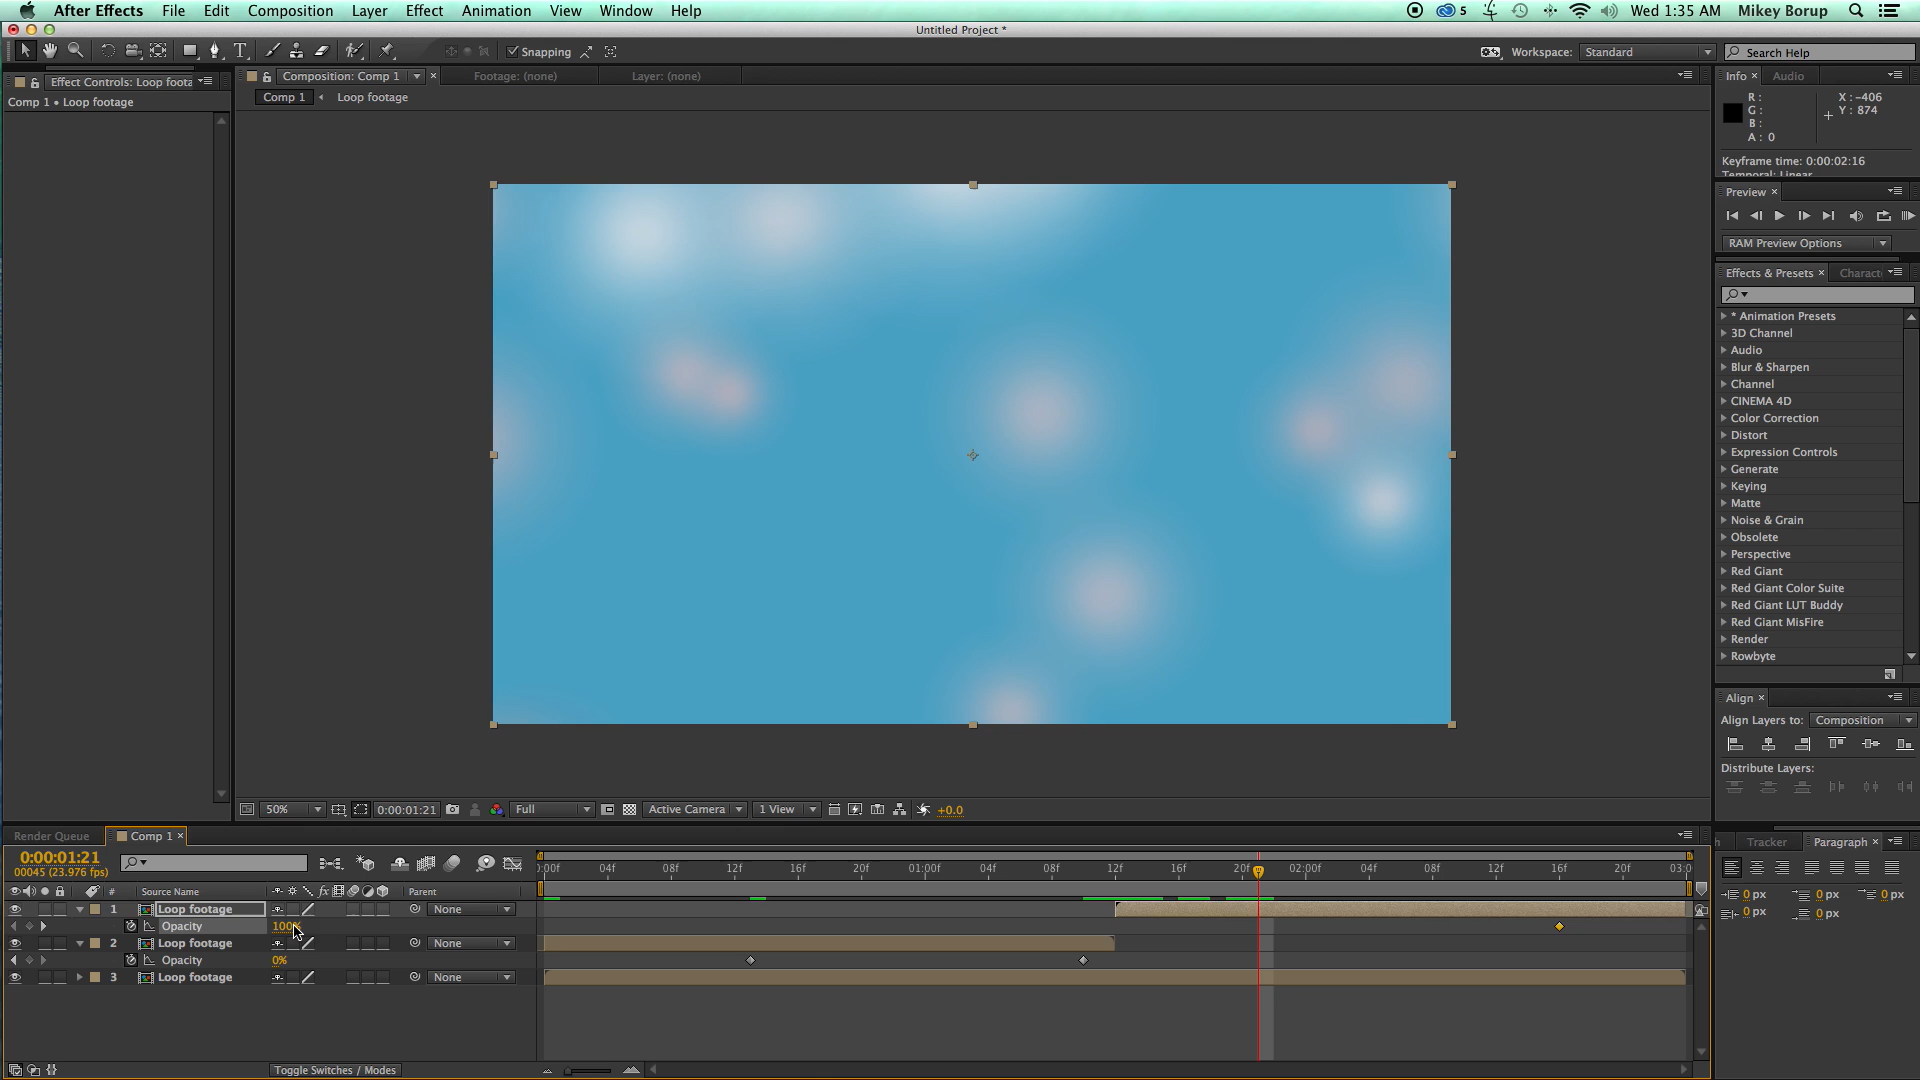 After Effects File Edit Composition Layer Effect Animation View Window Help 5 Wed 1:35 AM Mikey Borup
Untitled Project *
T Snapping Workspace: Standard Search Help
Effect Controls: Loop foota
Composition: Comp 1 × Footage: (none) Layer: (none)
Comp 1 • Loop footage
Comp 1 Loop footage
Info × Audio
R:
G:
B:
A: 0
X: -406
Y: 874
Keyframe time: 0:00:02:16
Temporal: Linear
Preview ×
RAM Preview Options
Effects & Presets × Charact
* Animation Presets
3D Channel
Audio
Blur & Sharpen
Channel
CINEMA 4D
Color Correction
Distort
Expression Controls
Generate
Keying
Matte
Noise & Grain
Obsolete
Perspective
Red Giant
Red Giant Color Suite
Red Giant LUT Buddy
Red Giant MisFire
Render
Rowbyte
Align ×
Align Layers to: Composition
Distribute Layers:
50% 0:00:01:21 Full Active Camera 1 View +0.0
Render Queue Comp 1 ×
Tracker Paragraph ×
0:00:01:21
00045 (23.976 fps)
04f 08f 12f 16f 20f 01:00f 04f 08f 12f 16f 20f 02:00f 04f 08f 12f 16f 20f 03:0
# Source Name fx Parent
1 Loop footage None
Opacity 100%
2 Loop footage None
Opacity 0%
3 Loop footage None
0 px 0 px 0 px
0 px 0 px
Toggle Switches / Modes